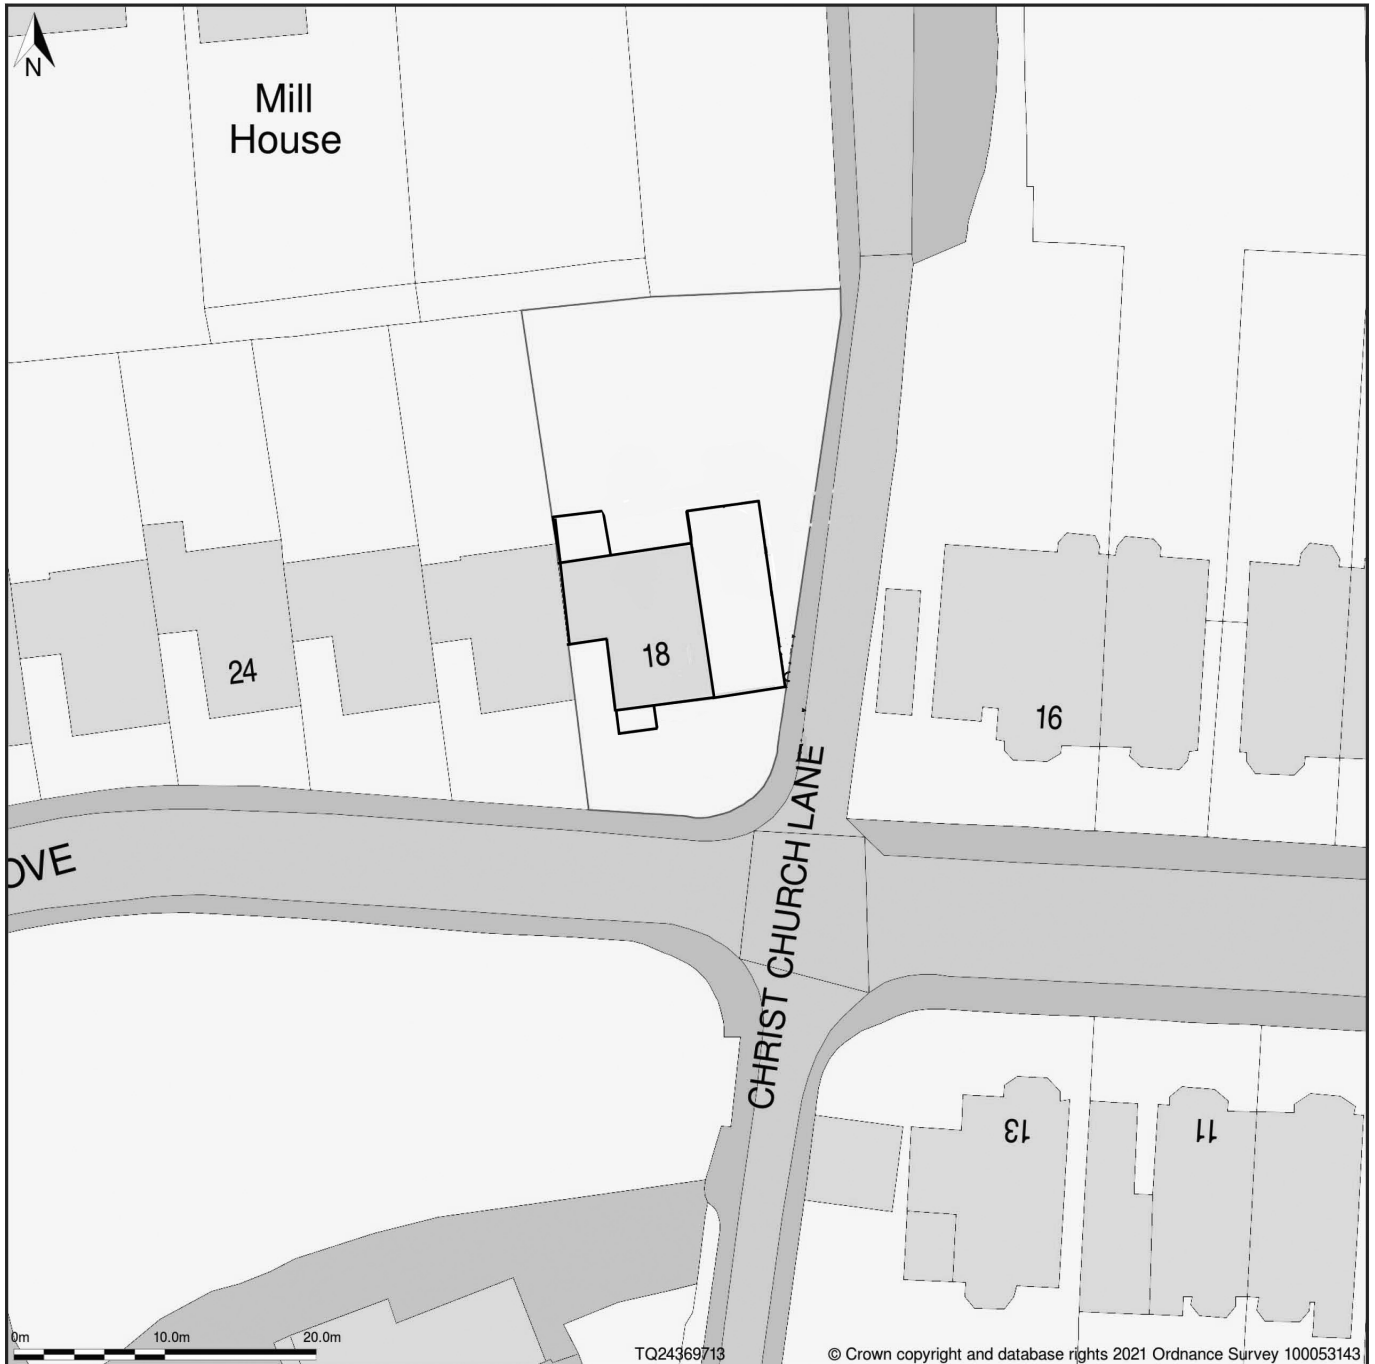 N
Mill
House
18
24
16
OVE
CHRIST CHURCH LANE
13
11
0m
10.0m
20.0m
TQ24369713
© Crown copyright and database rights 2021 Ordnance Survey 100053143